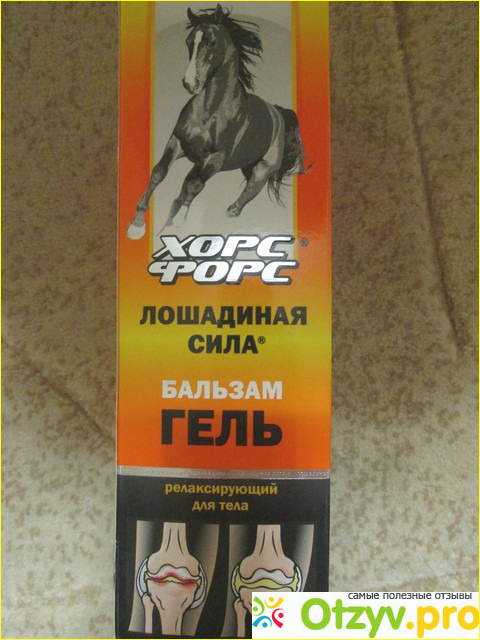 ХОРС®
ФОРС
ЛОШАДИНАЯ
СИЛА®
БАЛЬЗАМ
ГЕЛЬ
релаксирующий
для тела
самые полезные отзывы
Otzyv.pro